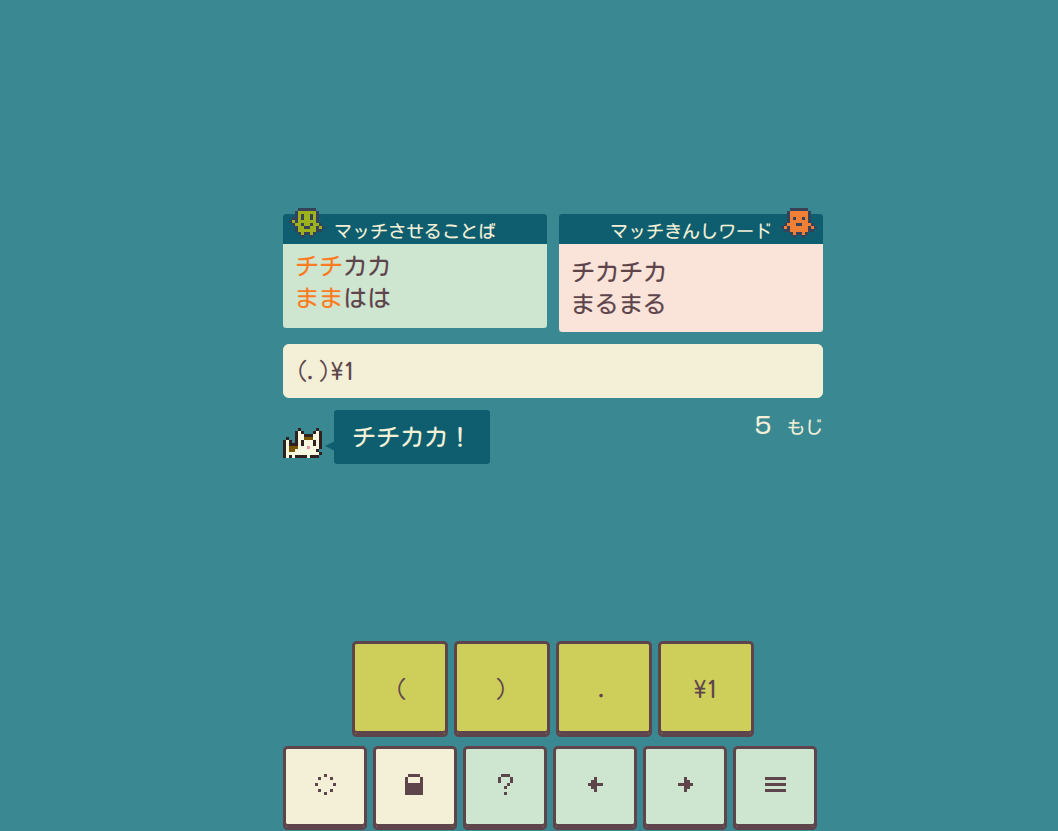 マッチさせることば
チチカカ
ままはは
マッチきんしワード
チカチカ
まるまる
(.)¥1
チチカカ！
5 もじ
( ) . ¥1
?